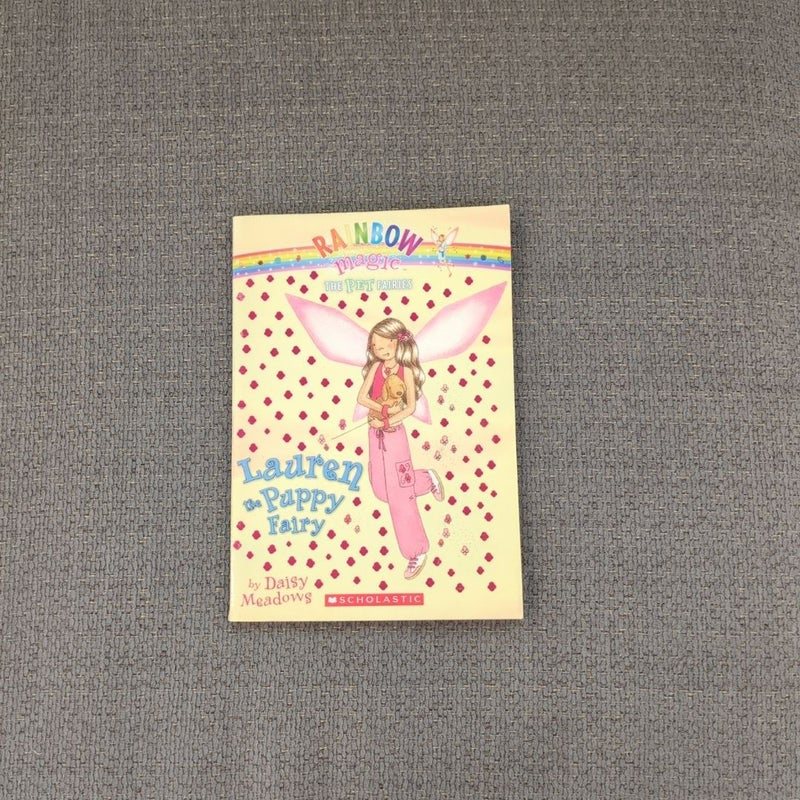 RAINBOW
magic
THE PET FAIRIES
Lauren
the Puppy
Fairy
by Daisy
Meadows
SCHOLASTIC